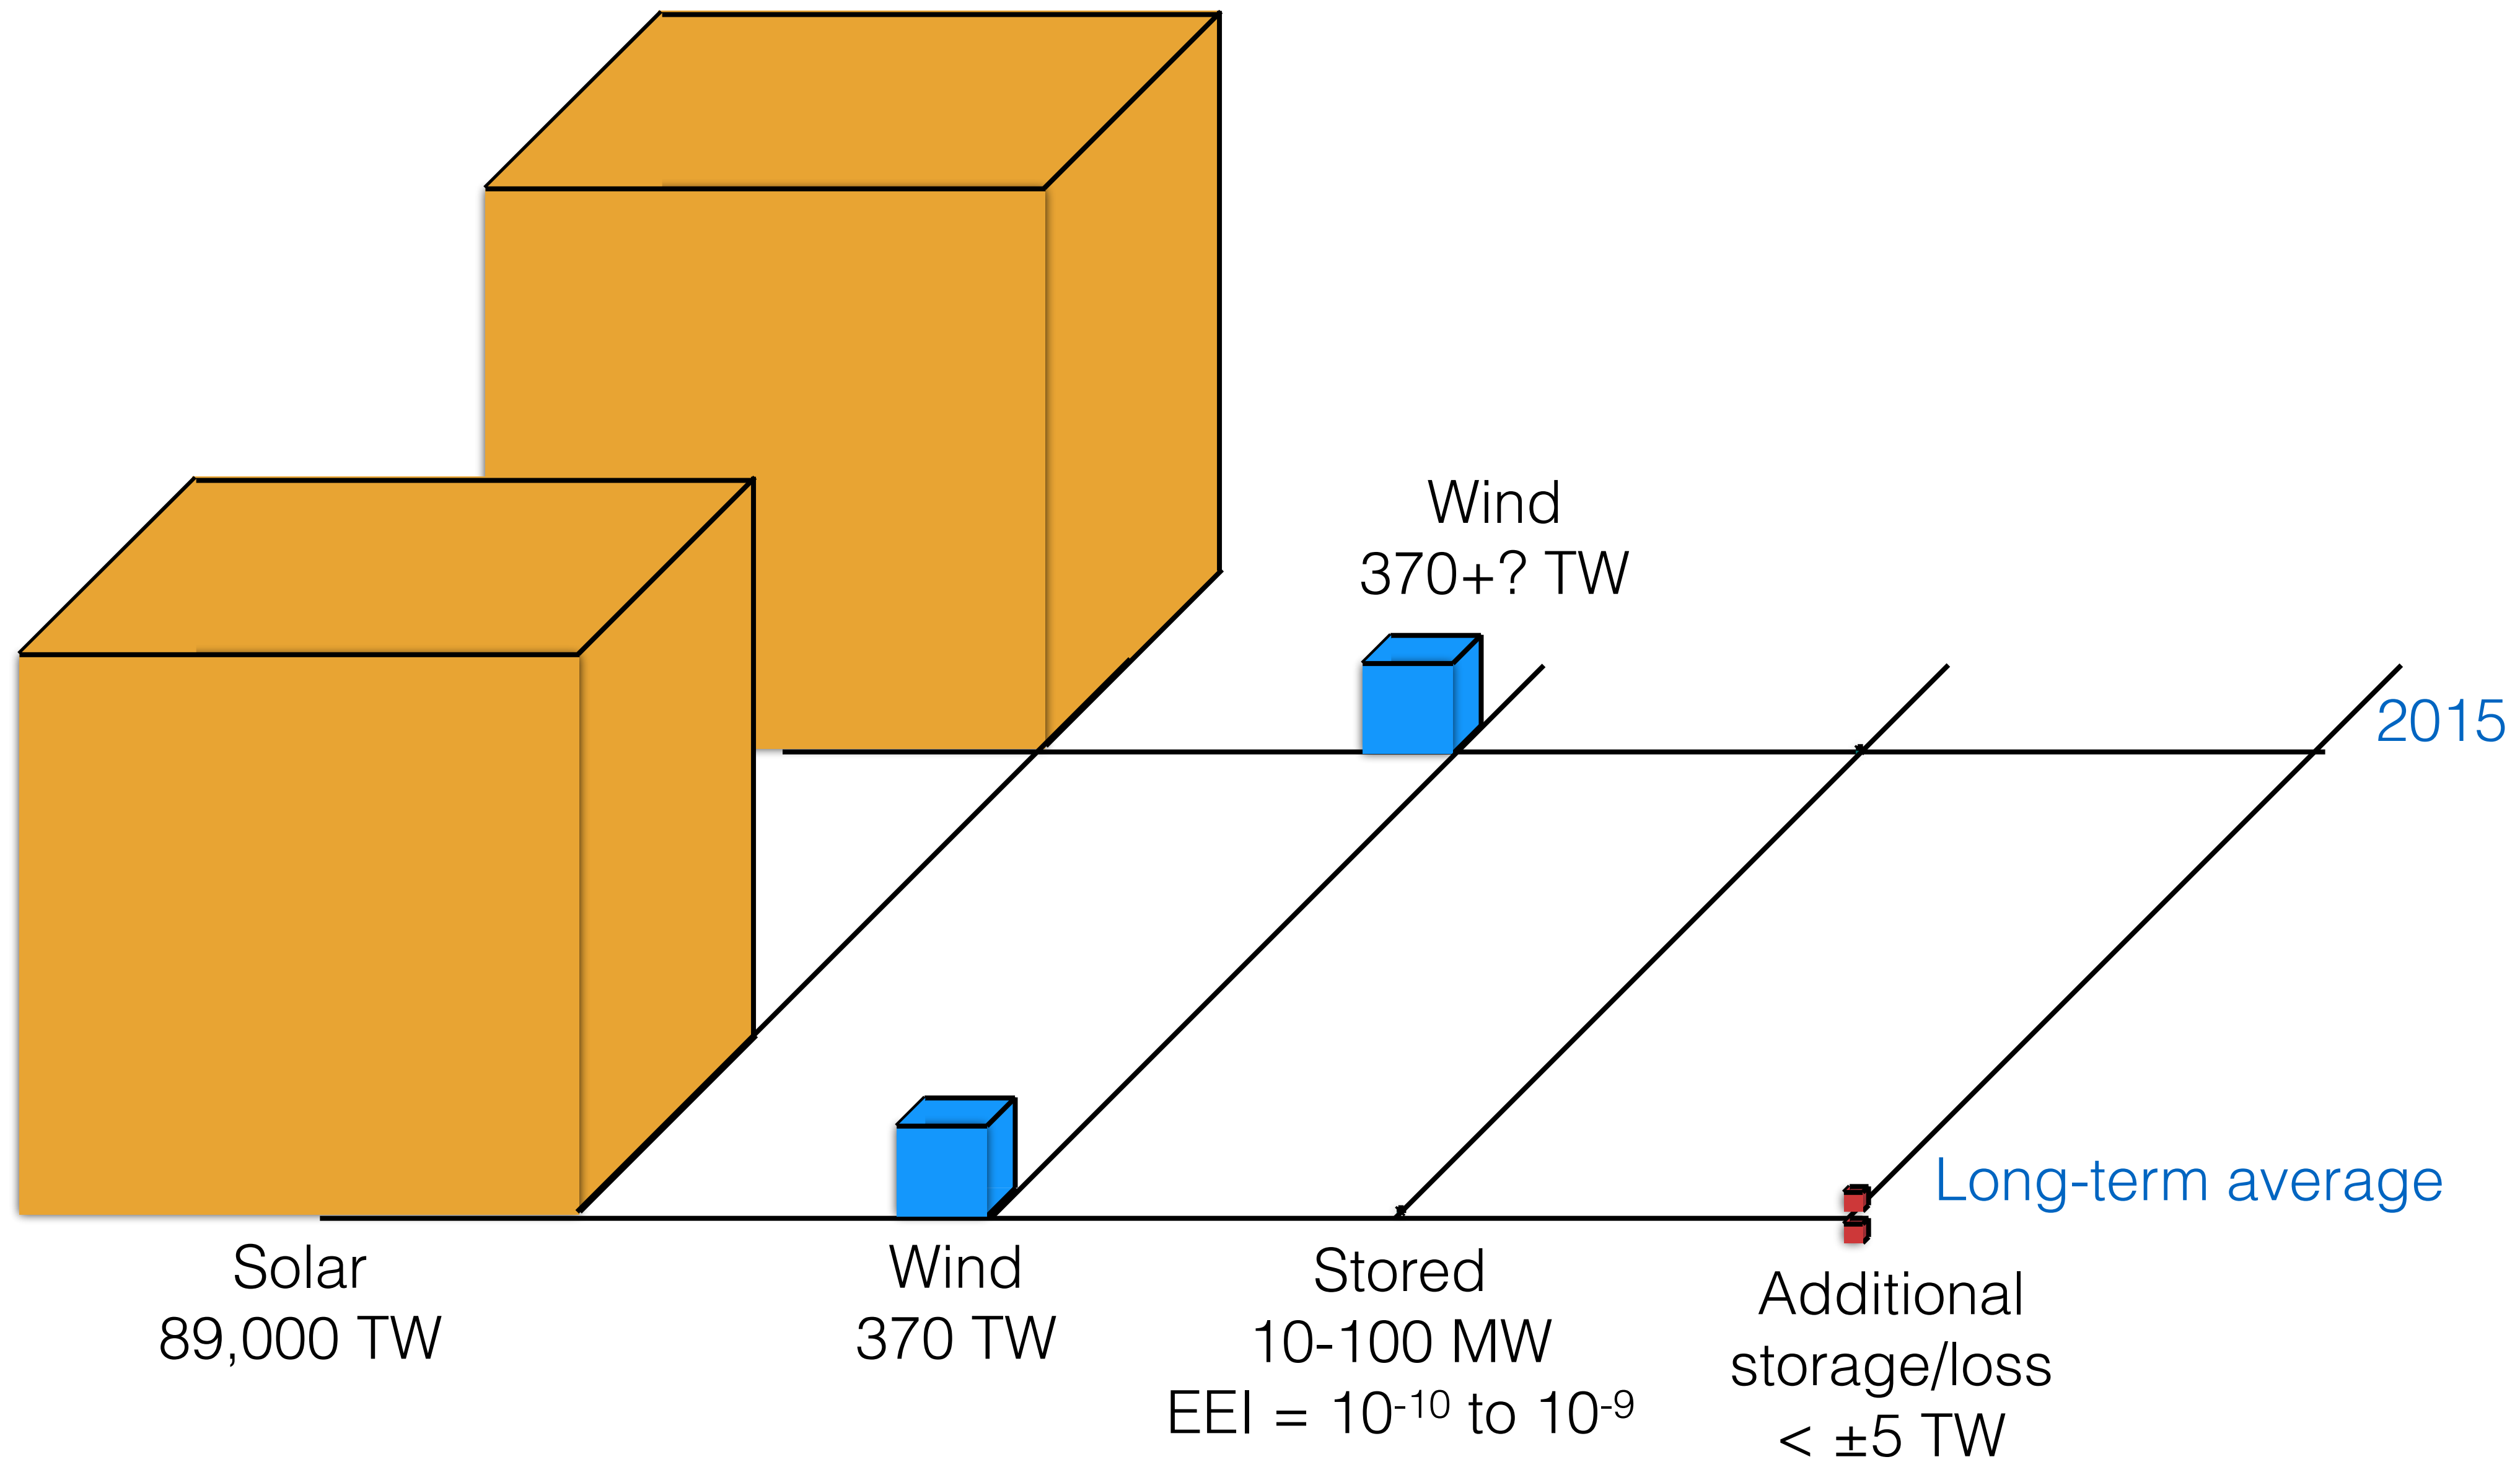 Wind
370+? TW
2015
Long-term average
Solar
89,000 TW
Wind
370 TW
Stored
10-100 MW
EEI = 10⁻¹⁰ to 10⁻⁹
Additional
storage/loss
< ±5 TW